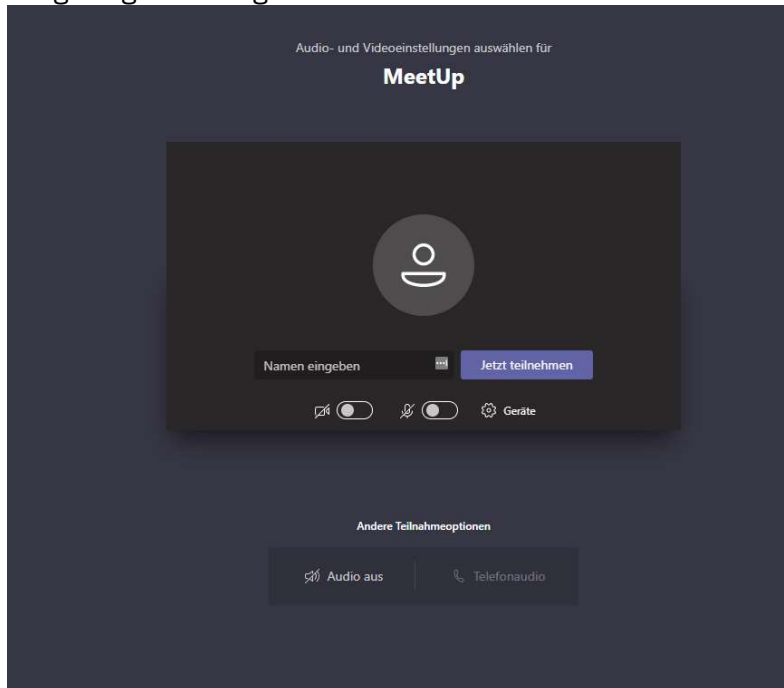 Audio- und Videoeinstellungen auswählen für
MeetUp
Namen eingeben
Jetzt teilnehmen
Geräte
Andere Teilnahmeoptionen
Audio aus
Telefonaudio